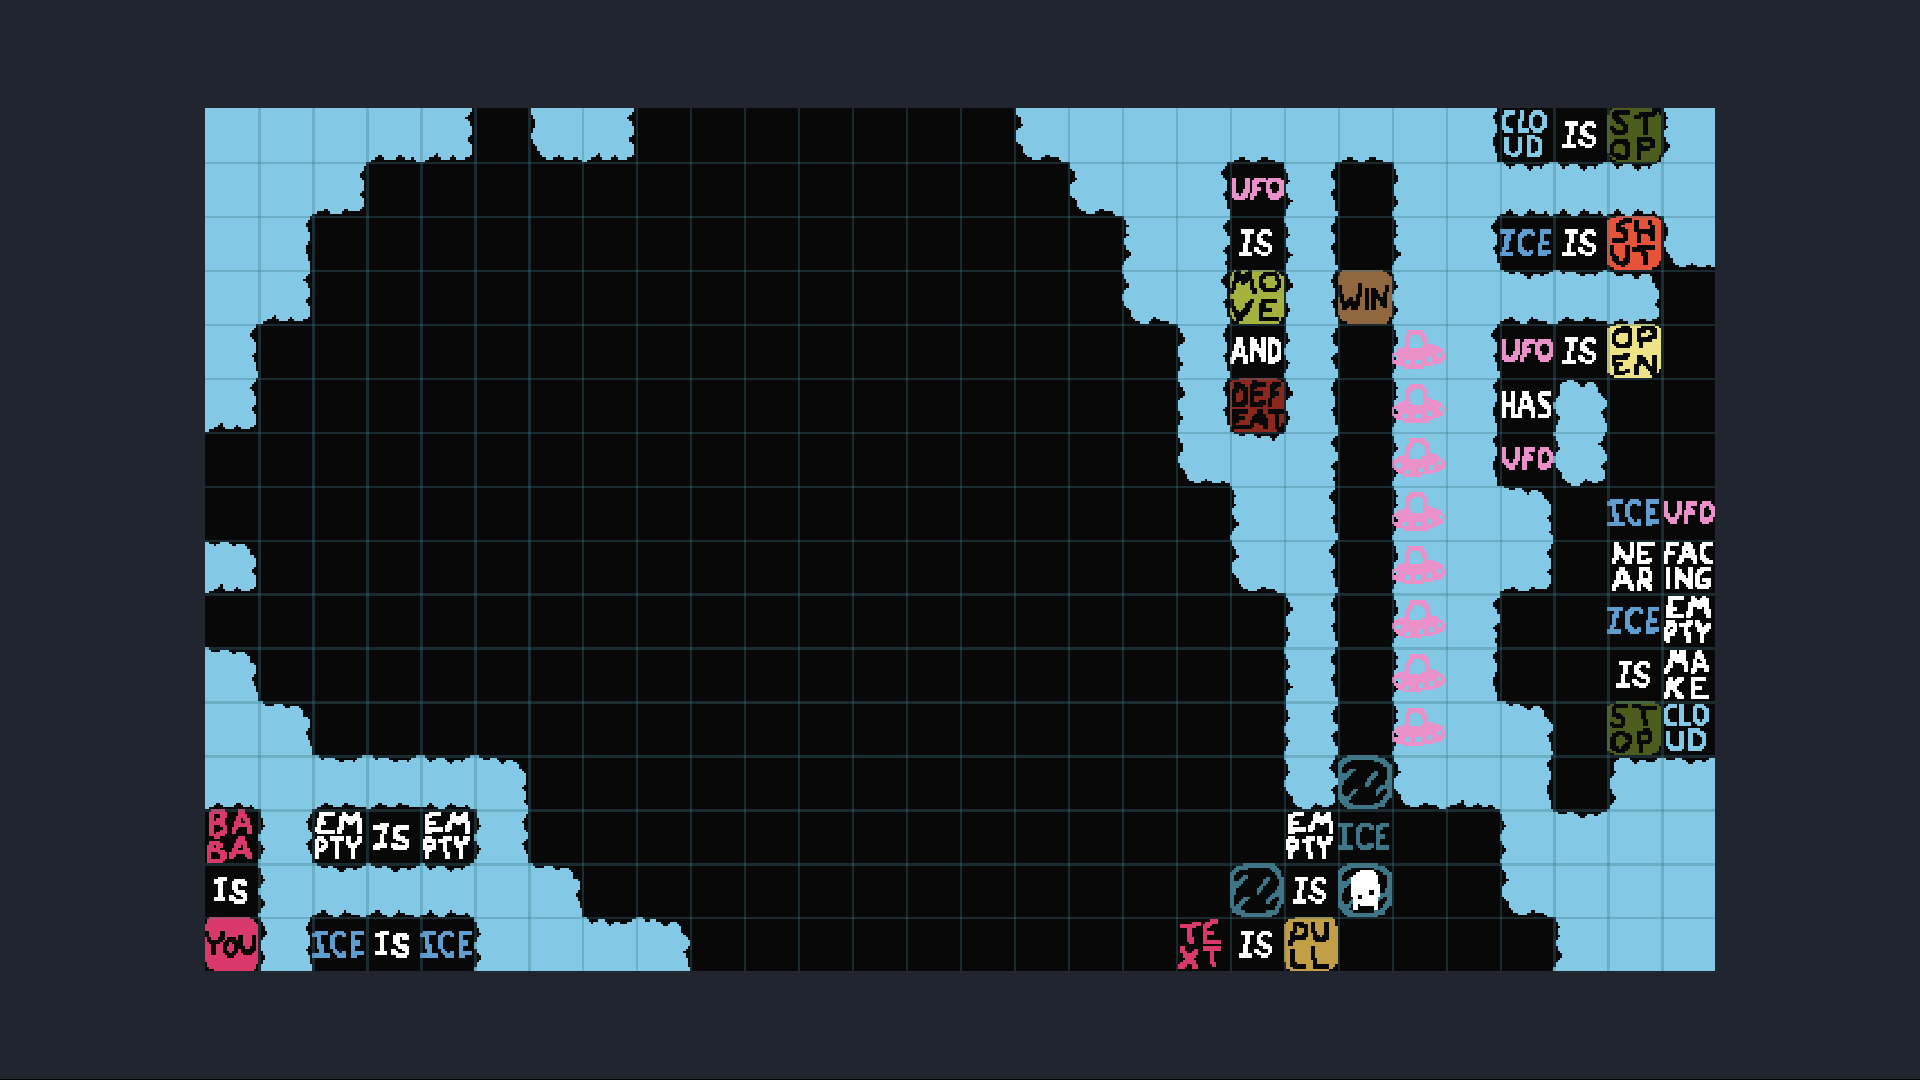 CLOUD IS STOP
UFO
IS
ICE IS SHUT
MOVE WIN
AND UFO IS OPEN
DEFEAT HAS
UFO
ICE UFO
NEAR FACING
ICE EMPTY
IS MAKE
STOP CLOUD
BABA EMPTY IS EMPTY EMPTY ICE
IS IS
YOU ICE IS ICE TEXT IS PULL